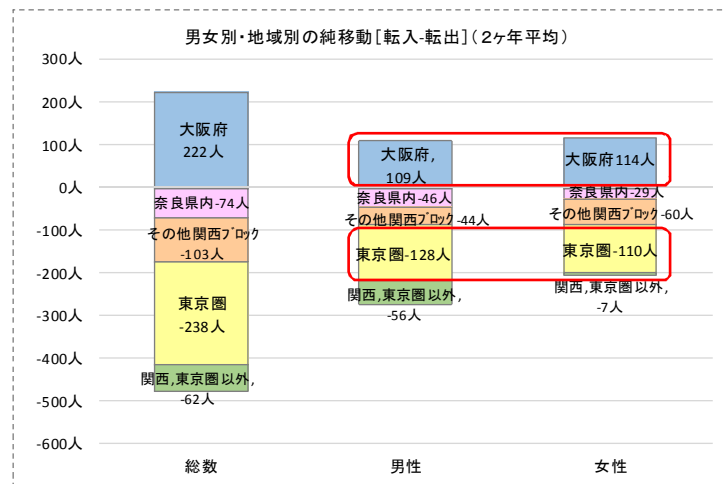 男女別・地域別の純移動[転入-転出](2ヶ年平均)
300人
200人
100人
0人
-100人
-200人
-300人
-400人
-500人
-600人
大阪府
222人
奈良県内-74人
その他関西ﾌﾞﾛｯｸ
-103人
東京圏
-238人
関西,東京圏以外,
-62人
大阪府,
109人
奈良県内-46人
その他関西ﾌﾞﾛｯｸ-44人
東京圏-128人
関西,東京圏以外,
-56人
大阪府114人
奈良県内-29人
その他関西ﾌﾞﾛｯｸ-60人
東京圏-110人
関西,東京圏以外,
-7人
総数
男性
女性